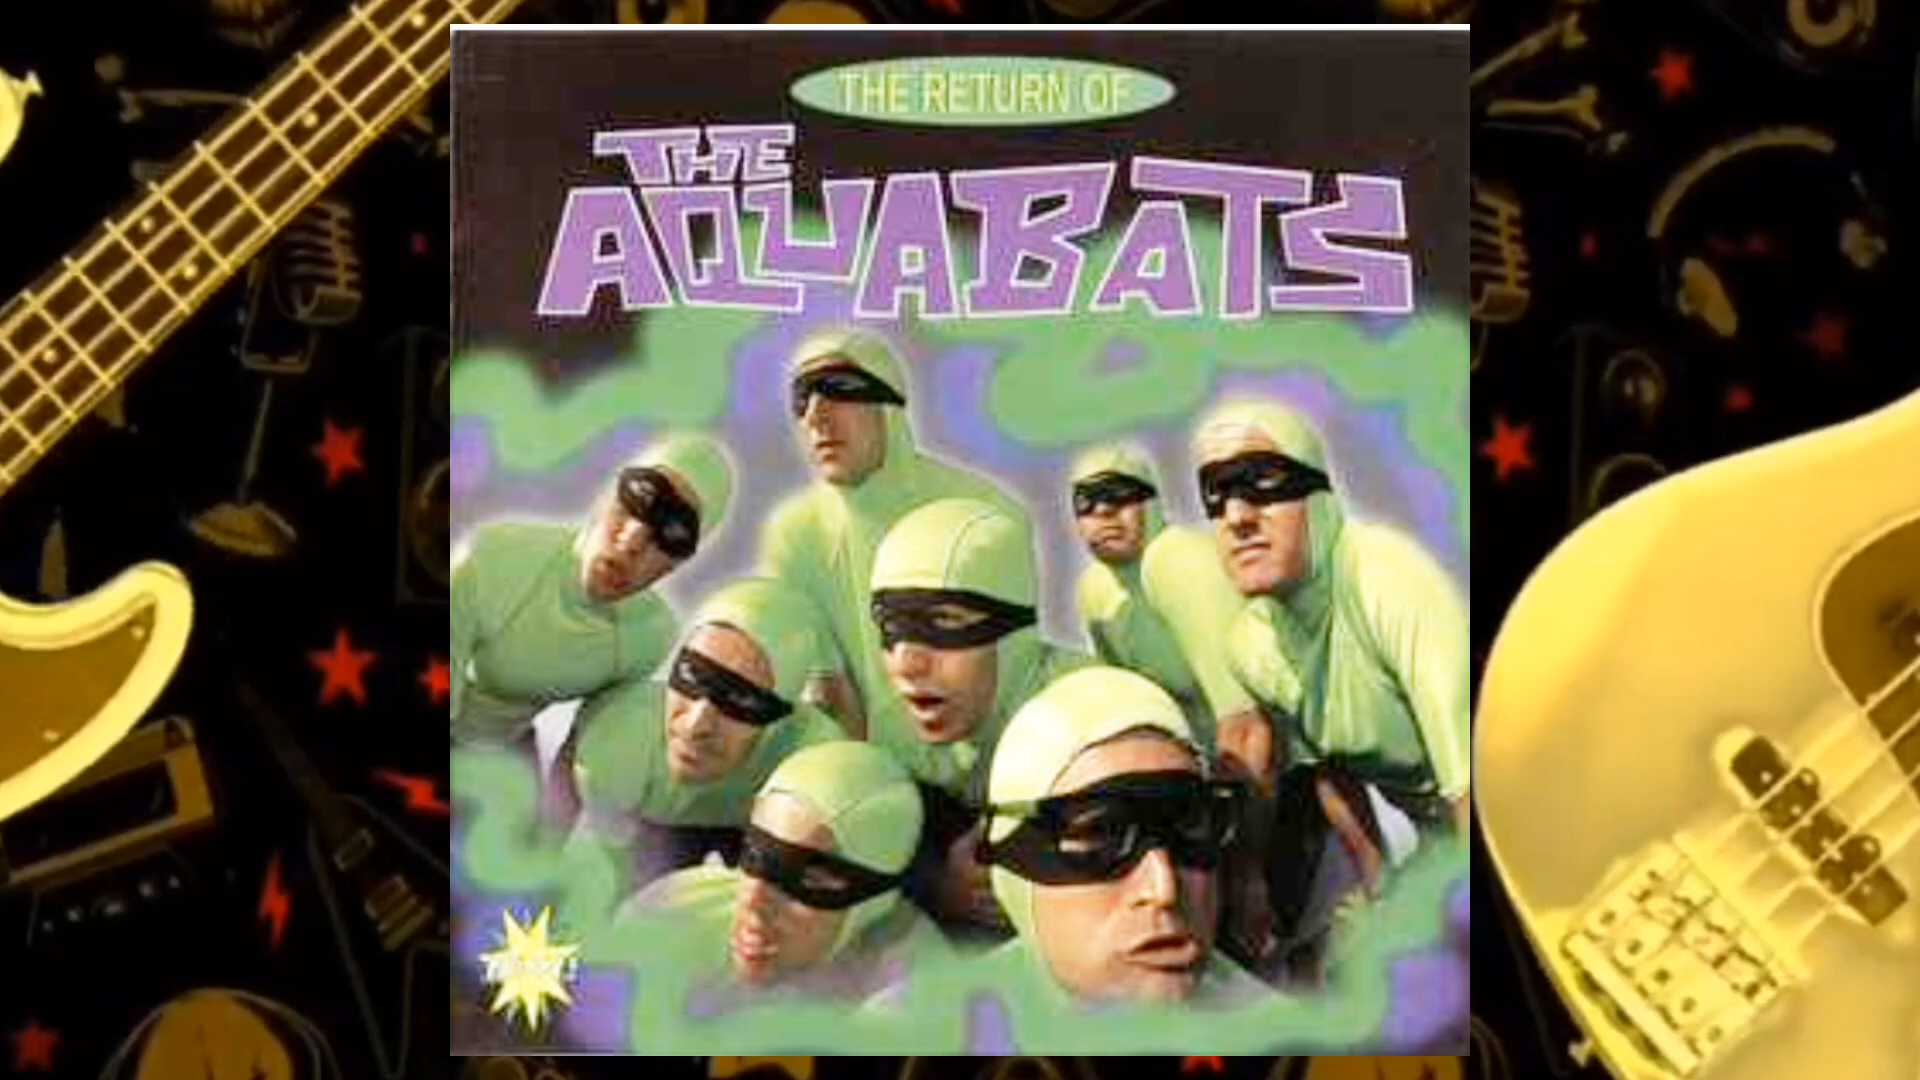 THE RETURN OF
THE
AQUABATS